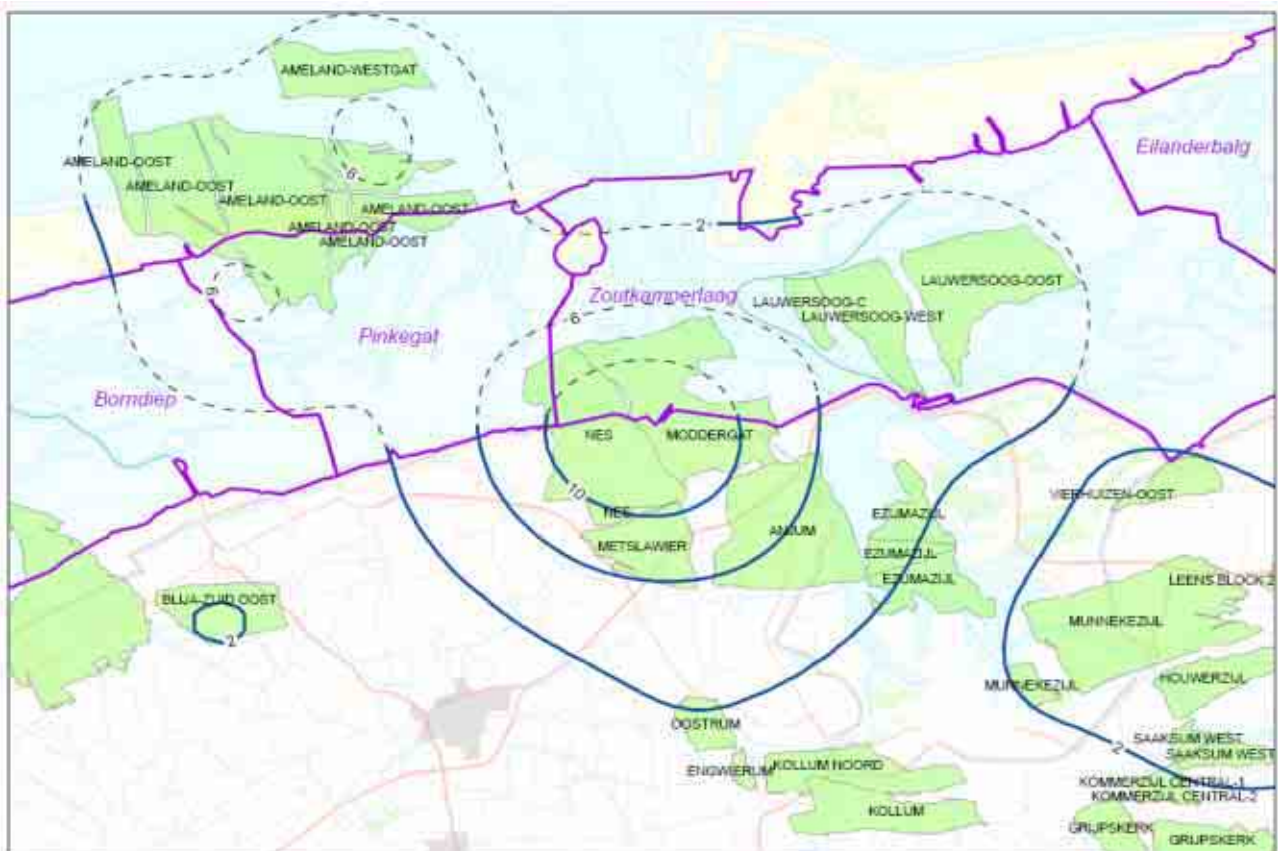 AMELAND-WESTGAT
AMELAND-OOST
AMELAND-OOST
AMELAND-OOST
AMELAND-OOST
AMELAND-OOST
AMELAND-OOST
6
6
Eilanderbalg
2
LAUWERSOOG-OOST
LAUWERSOOG-C
LAUWERSOOG-WEST
Zoutkamperlaag
6
Pinkegat
Borndiep
NES
MODDERGAT
10
NES
METSLAWIER
ANJUM
EZUMAZIJL
EZUMAZIJL
EZUMAZIJL
VIERHUIZEN-OOST
LEENS BLOCK 2
MUNNEKEZIJL
HOUWERZIJL
MUNNEKEZIJL
BLIJA-ZUID OOST
2
OOSTRUM
ENGWIERUM
KOLLUM NOORD
KOLLUM
2
SAAKSUM WEST
SAAKSUM WEST
KOMMERZIJL CENTRAL-1
KOMMERZIJL CENTRAL-2
GRIJPSKERK
GRIJPSKERK